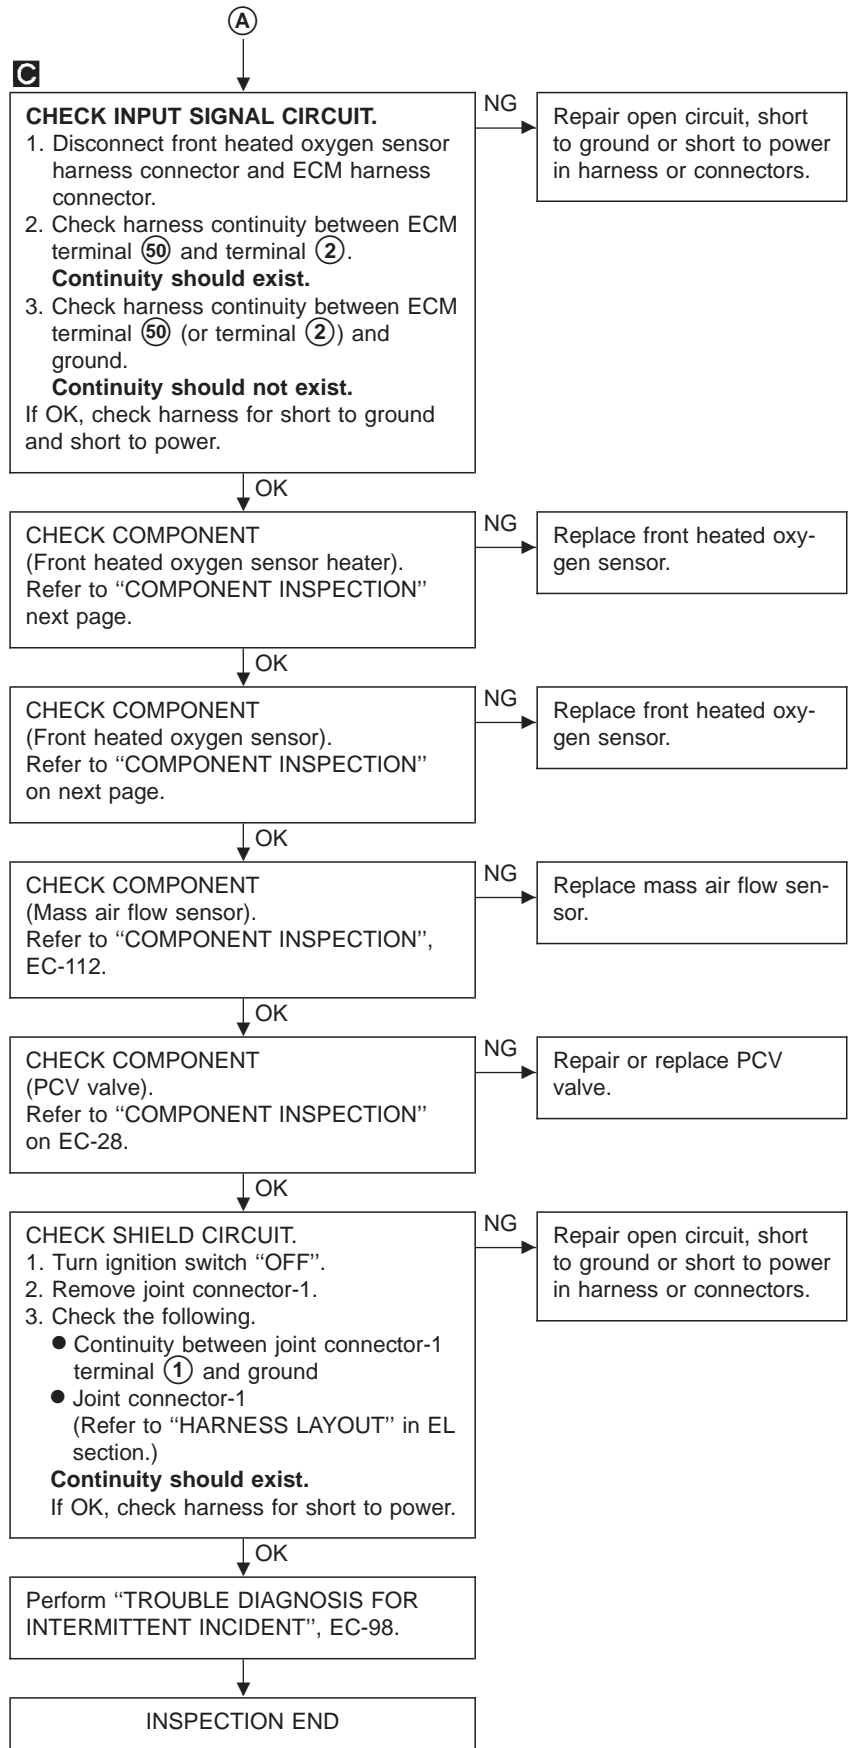 A
C
CHECK INPUT SIGNAL CIRCUIT.
1. Disconnect front heated oxygen sensor
harness connector and ECM harness
connector.
2. Check harness continuity between ECM
terminal 50 and terminal 2.
Continuity should exist.
3. Check harness continuity between ECM
terminal 50 (or terminal 2) and
ground.
Continuity should not exist.
If OK, check harness for short to ground
and short to power.
NG
Repair open circuit, short
to ground or short to power
in harness or connectors.
OK
CHECK COMPONENT
(Front heated oxygen sensor heater).
Refer to ‘‘COMPONENT INSPECTION’’
next page.
NG
Replace front heated oxy-
gen sensor.
OK
CHECK COMPONENT
(Front heated oxygen sensor).
Refer to ‘‘COMPONENT INSPECTION’’
on next page.
NG
Replace front heated oxy-
gen sensor.
OK
CHECK COMPONENT
(Mass air flow sensor).
Refer to ‘‘COMPONENT INSPECTION’’,
EC-112.
NG
Replace mass air flow sen-
sor.
OK
CHECK COMPONENT
(PCV valve).
Refer to ‘‘COMPONENT INSPECTION’’
on EC-28.
NG
Repair or replace PCV
valve.
OK
CHECK SHIELD CIRCUIT.
1. Turn ignition switch ‘‘OFF’’.
2. Remove joint connector-1.
3. Check the following.
● Continuity between joint connector-1
terminal 1 and ground
● Joint connector-1
(Refer to ‘‘HARNESS LAYOUT’’ in EL
section.)
Continuity should exist.
If OK, check harness for short to power.
NG
Repair open circuit, short
to ground or short to power
in harness or connectors.
OK
Perform ‘‘TROUBLE DIAGNOSIS FOR
INTERMITTENT INCIDENT’’, EC-98.
INSPECTION END